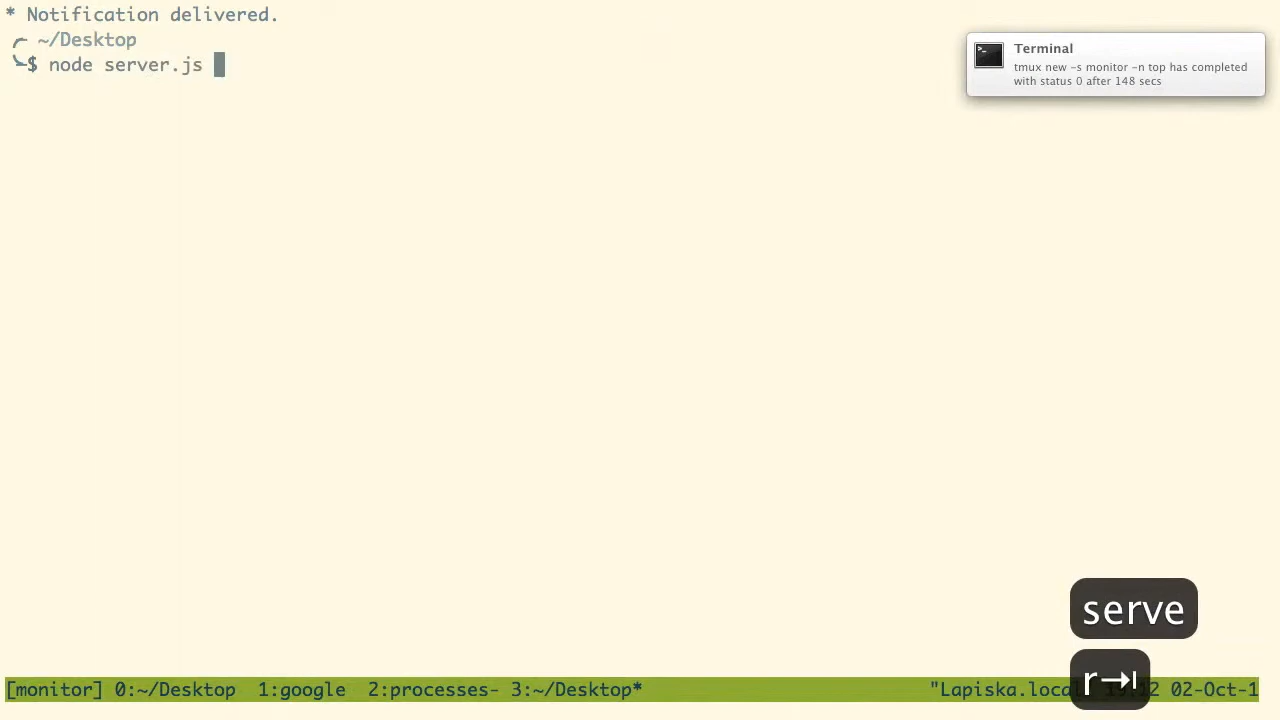 * Notification delivered.
~/Desktop
$ node server.js
Terminal
tmux new -s monitor -n top has completed
with status 0 after 148 secs
serve
r→I
[monitor] 0:~/Desktop 1:google 2:processes- 3:~/Desktop* "Lapiska.loca 02-Oct-1